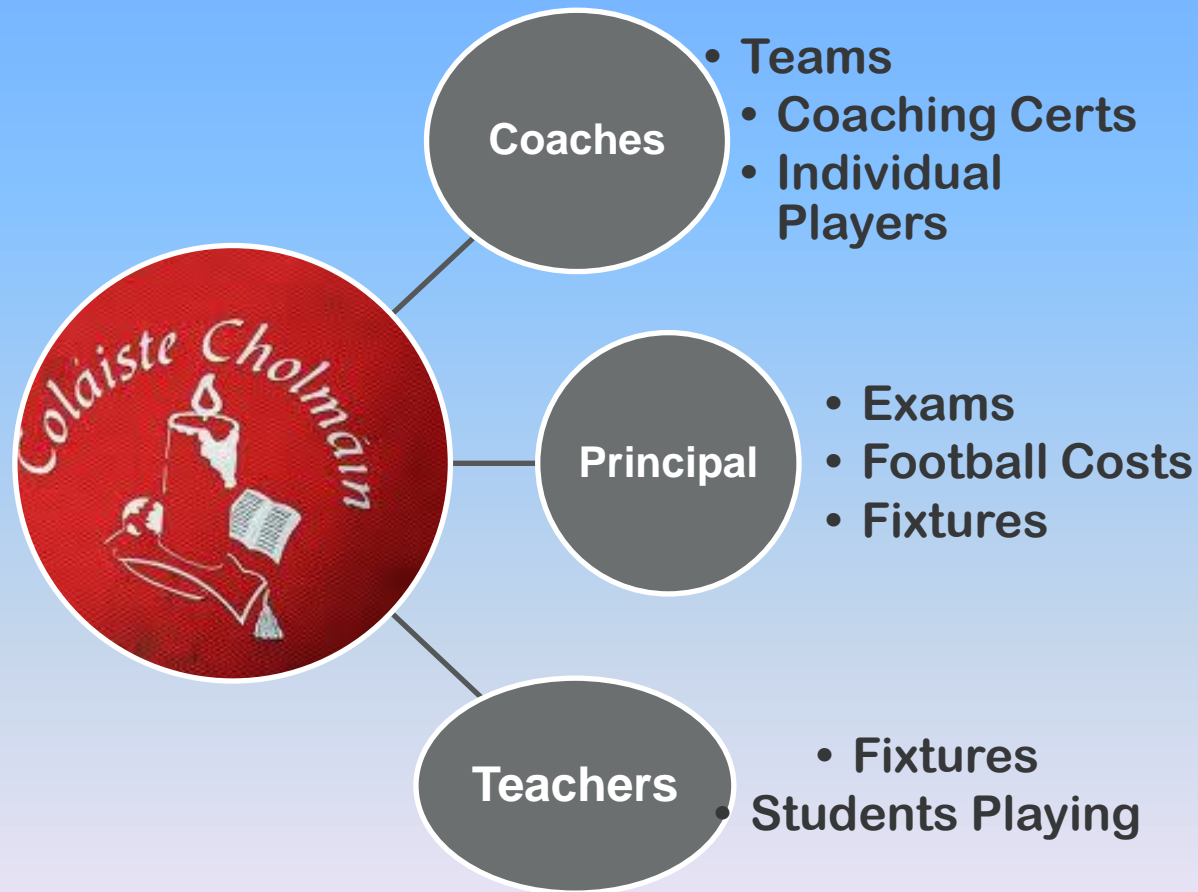 Coláiste Cholmáin
Coaches
• Teams
• Coaching Certs
• Individual
Players
Principal
• Exams
• Football Costs
• Fixtures
Teachers
• Fixtures
• Students Playing